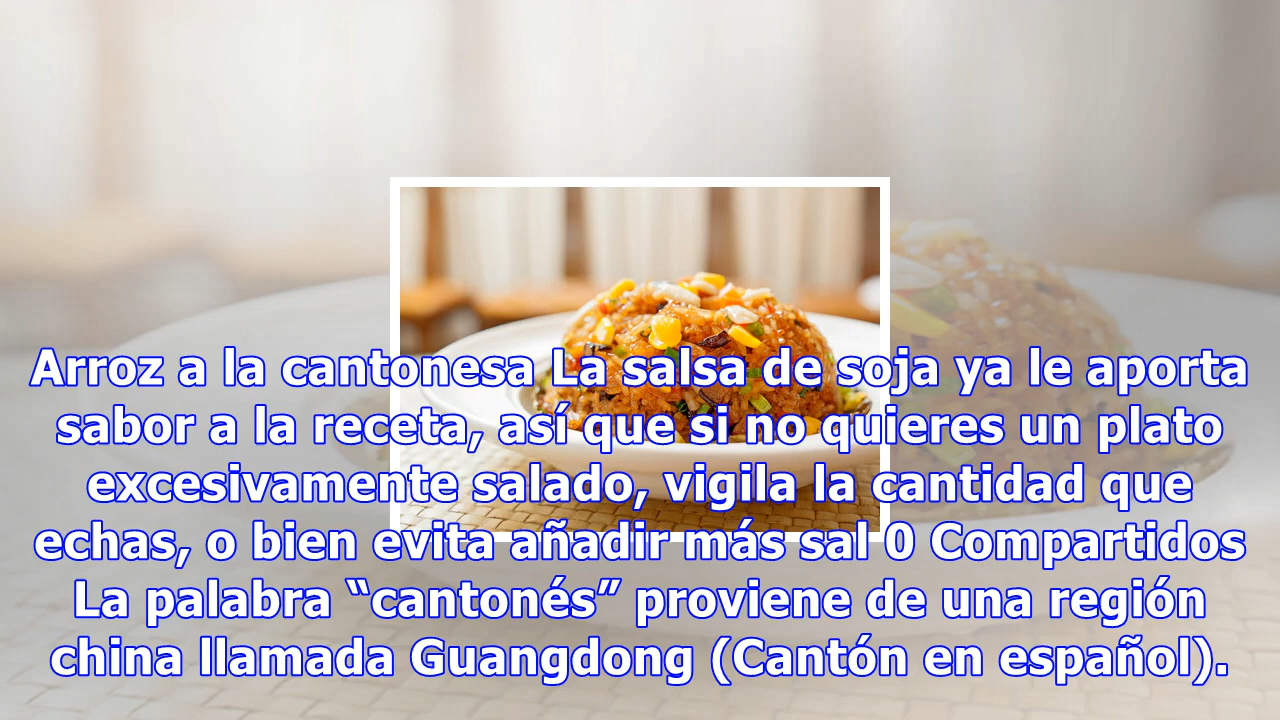 Arroz a la cantonesa La salsa de soja ya le aporta
sabor a la receta, así que si no quieres un plato
excesivamente salado, vigila la cantidad que
echas, o bien evita añadir más sal 0 Compartidos
La palabra “cantonés” proviene de una región
china llamada Guangdong (Cantón en español).